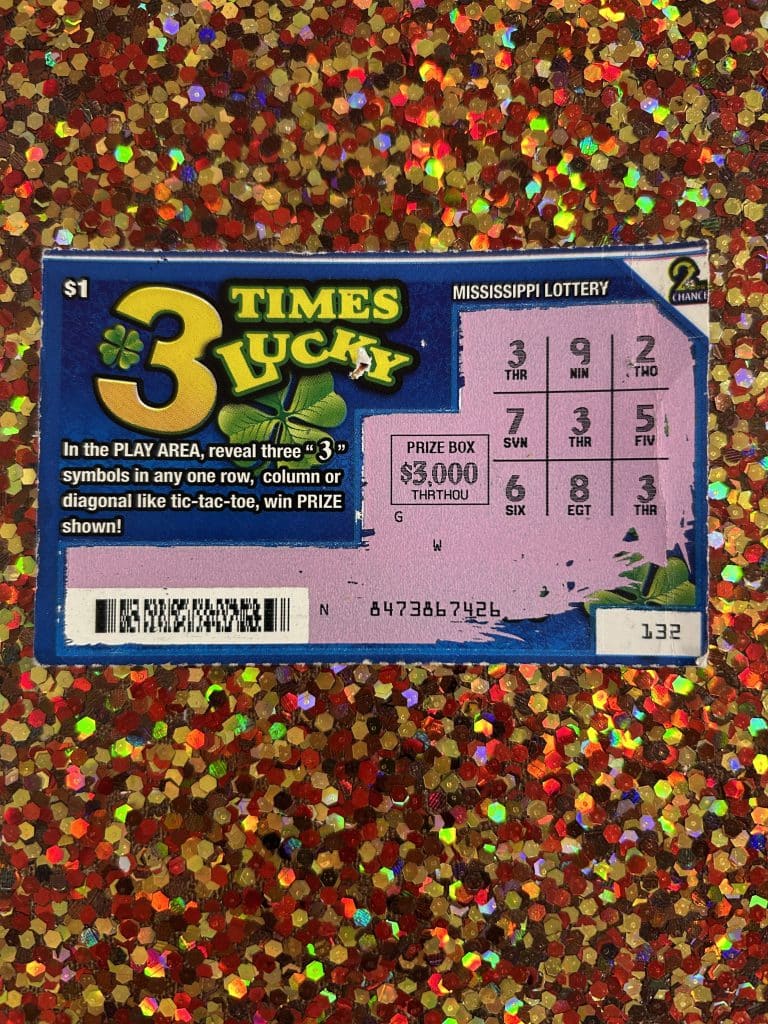 $1
3 TIMES
LUCKY
MISSISSIPPI LOTTERY
2
CHANCE
In the PLAY AREA, reveal three "3"
symbols in any one row, column or
diagonal like tic-tac-toe, win PRIZE
shown!
PRIZE BOX
$3,000
THRTHOU
3 9 2
THR NIN TWO
7 3 5
SVN THR FIV
6 8 3
SIX EGT THR
G
W
N 8473867426
132